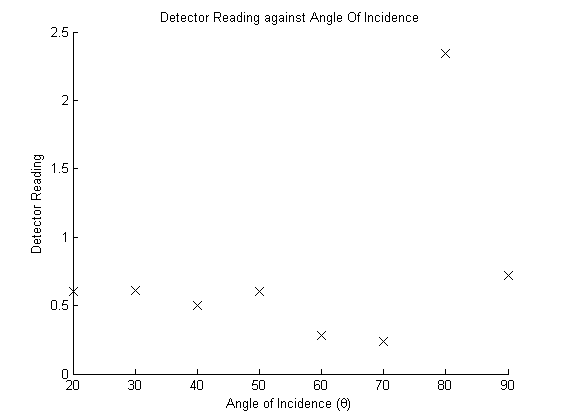 Detector Reading against Angle Of Incidence
2.5
2
1.5
1
0.5
0
Detector Reading
20 30 40 50 60 70 80 90
Angle of Incidence (θ)